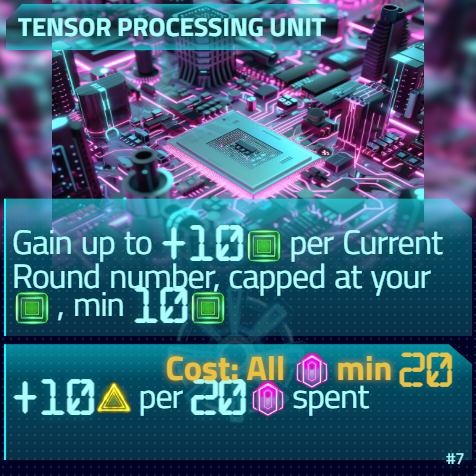 TENSOR PROCESSING UNIT
Gain up to +10 per Current
Round number, capped at your
, min 10
Cost: All min 20
+10 per 20 spent
#7